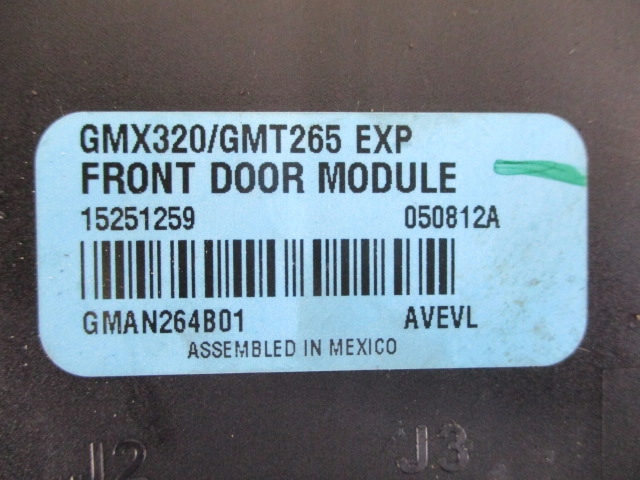 GMX320/GMT265 EXP
FRONT DOOR MODULE
15251259 050812A
GMAN264B01 AVEVL
ASSEMBLED IN MEXICO
J2 J3